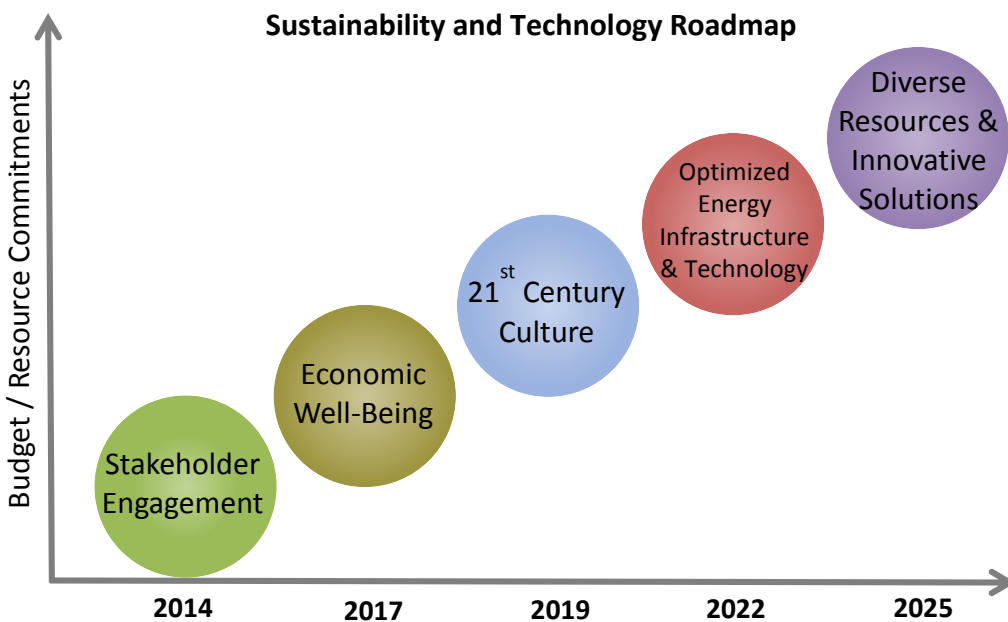 Sustainability and Technology Roadmap
Budget / Resource Commitments
Diverse
Resources &
Innovative
Solutions
Optimized
Energy
Infrastructure
& Technology
21st Century
Culture
Economic
Well-Being
Stakeholder
Engagement
2014
2017
2019
2022
2025